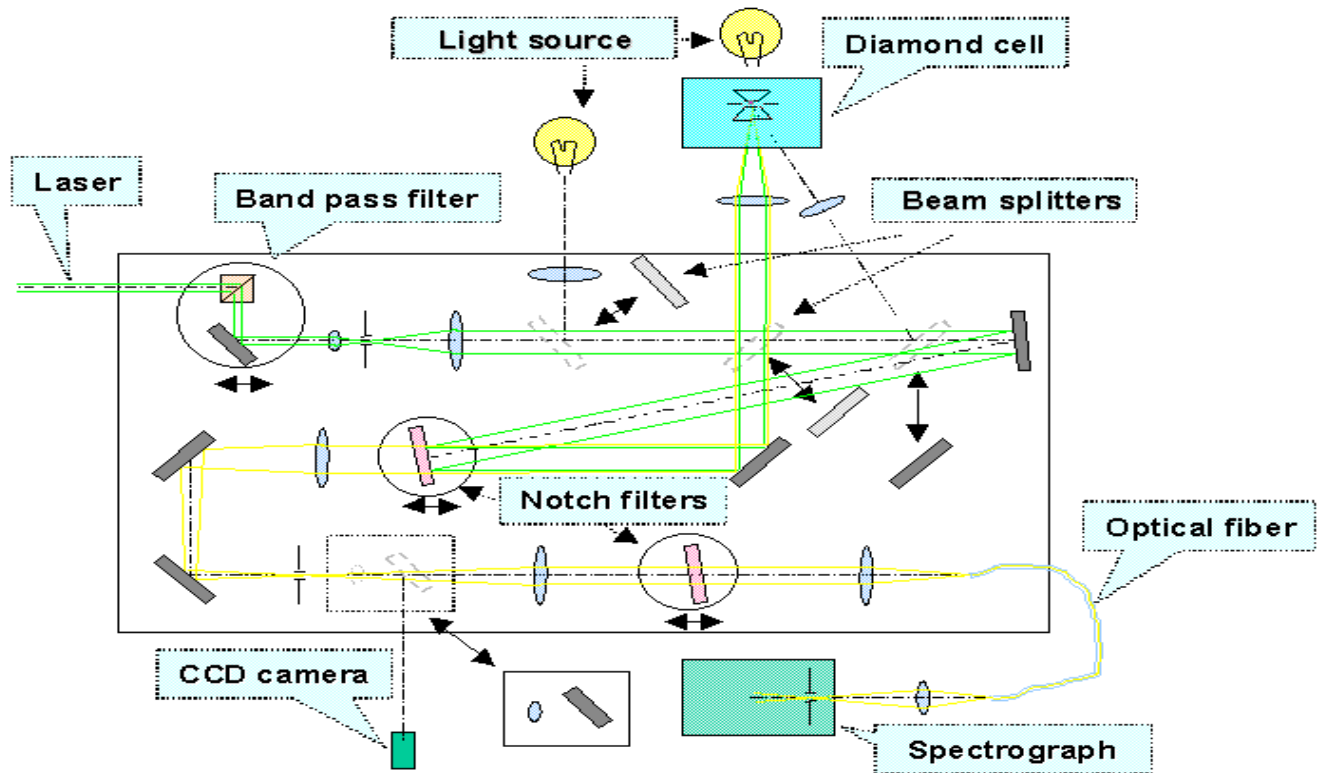 Light source
Diamond cell
Laser
Band pass filter
Beam splitters
Notch filters
Optical fiber
CCD camera
Spectrograph